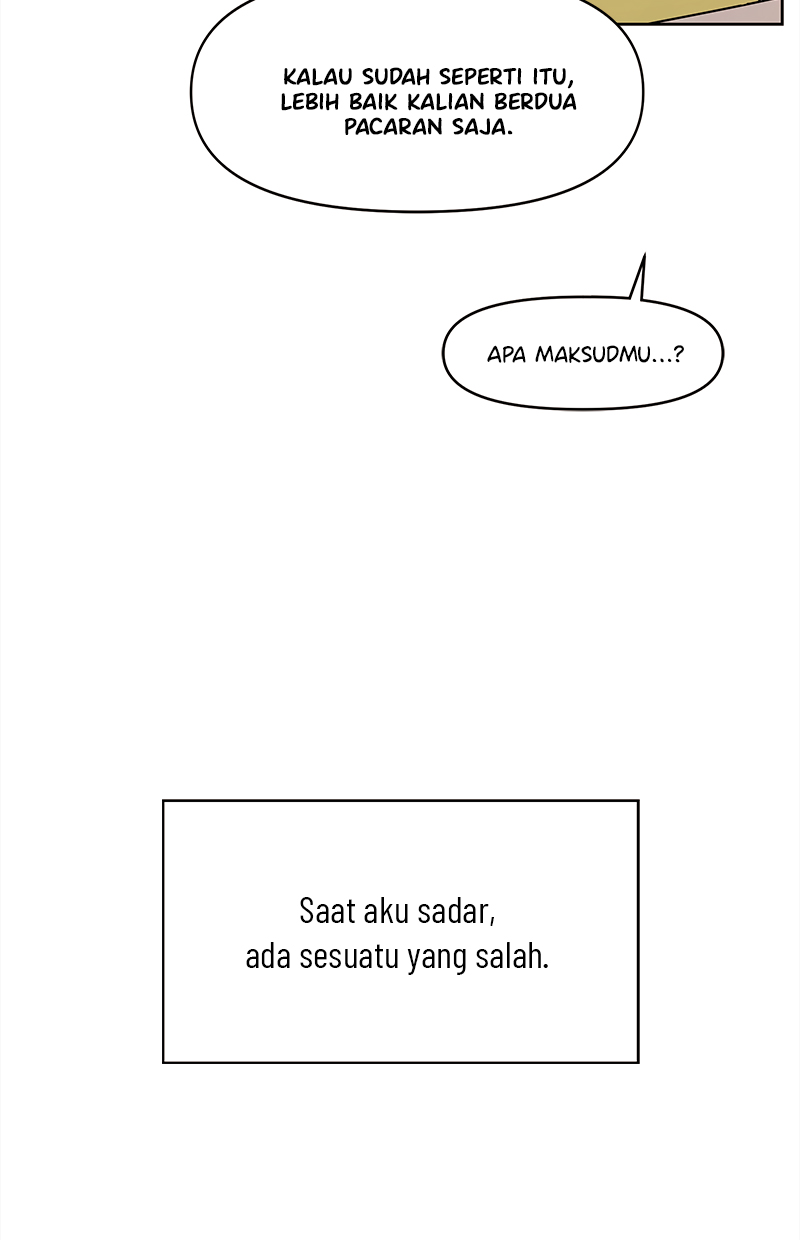 KALAU SUDAH SEPERTI ITU,
LEBIH BAIK KALIAN BERDUA
PACARAN SAJA.
APA MAKSUDMU...?
Saat aku sadar,
ada sesuatu yang salah.